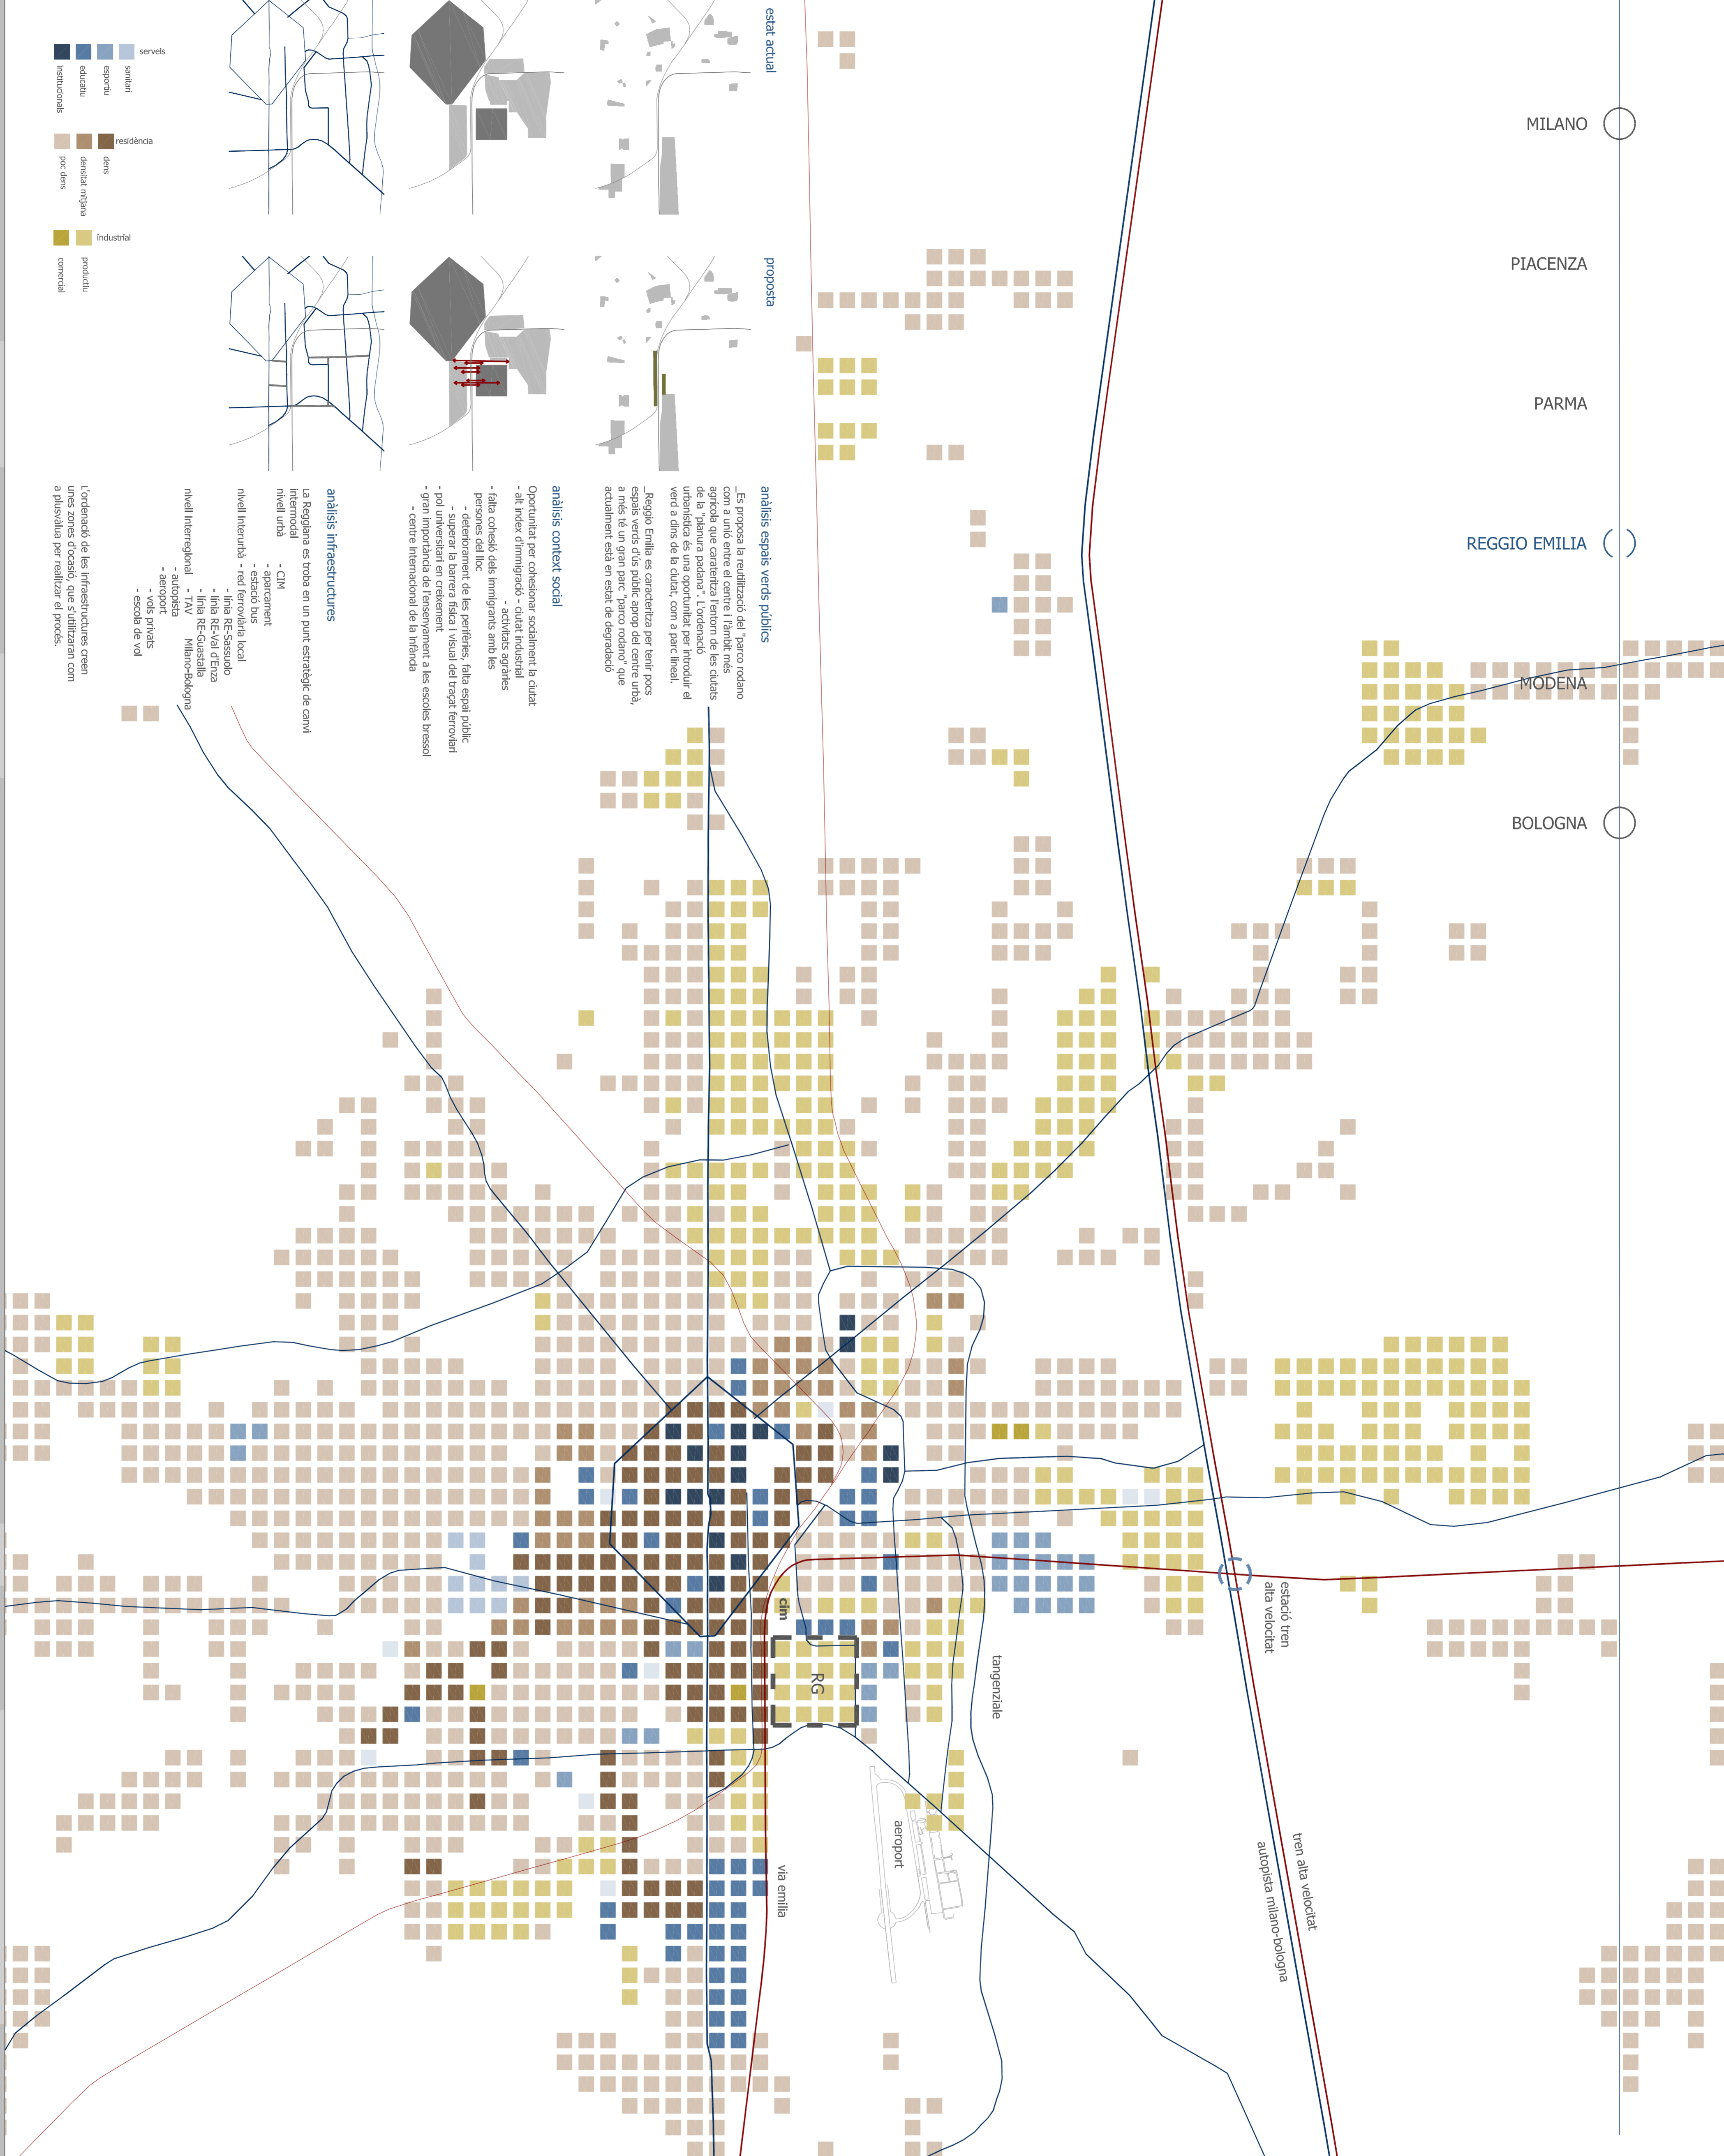 MILANO
PIACENZA
PARMA
REGGIO EMILIA
MODENA
BOLOGNA
estat actual
proposta
servels
institucionals
educatiu
esportiu
sanitari
residència
poc dens
densitat mitjana
dens
industrial
comercial
productiu
anàlisis espais verds públics
_Es proposa la reutilització del "parco rodano
com a unió entre el centre i l'àmbit més
agrícola que carateritza l'entorn de les ciutats
de la "pianura padana". L'ordenació
urbanística és una oportunitat per introduir el
verd a dins de la ciutat, com a parc lineal.
_Reggio Emilia es caracteritza per tenir pocs
espais verds d'ús públic aprop del centre urbà,
a més té un gran parc "parco rodano" que
actualment està en estat de degradació
anàlisis context social
Oportunitat per cohesionar socialment la ciutat
- alt índex d'immigració - ciutat industrial
- activitats agràries
- falta cohesió dels immigrants amb les
persones del lloc
- deteriorament de les perifèries, falta espai públic
- superar la barrera física i visual del traçat ferroviari
- pol universitari en creixement
- gran importància de l'ensenyament a les escoles bressol
- centre internacional de la infància
anàlisis infraestructures
La Reggiana es troba en un punt estratègic de canvi
intermodal
nivell urbà - CIM
- aparcament
- estació bus
nivell interurbà - red ferroviària local
- línia RE-Sassuolo
- línia RE-Val d'Enza
- línia RE-Guastalla
nivell interregional - TAV Milano-Bologna
- autopista
- aeroport
- vols privats
- escola de vol
L'ordenació de les infraestructures creen
unes zones d'ocasió, que s'utilitzaran com
a plusvàlua per realitzar el procés.
cim
RG
estació tren
alta velocitat
tangenziale
aeroport
via emilia
tren alta velocitat
autopista milano-bologna